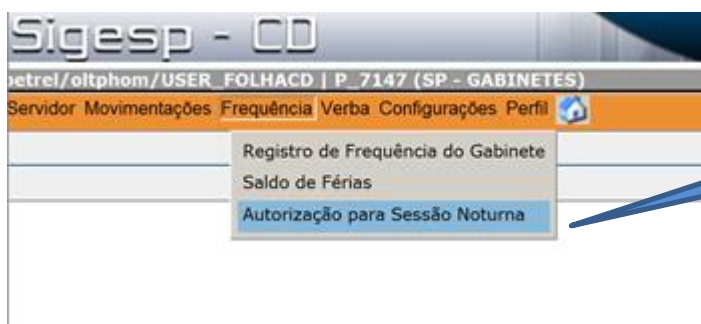 Sigesp - CD
petrel/oltphom/USER_FOLHACD | P_7147 (SP - GABINETES)
Servidor Movimentações Frequência Verba Configurações Perfil
Registro de Frequência do Gabinete
Saldo de Férias
Autorização para Sessão Noturna